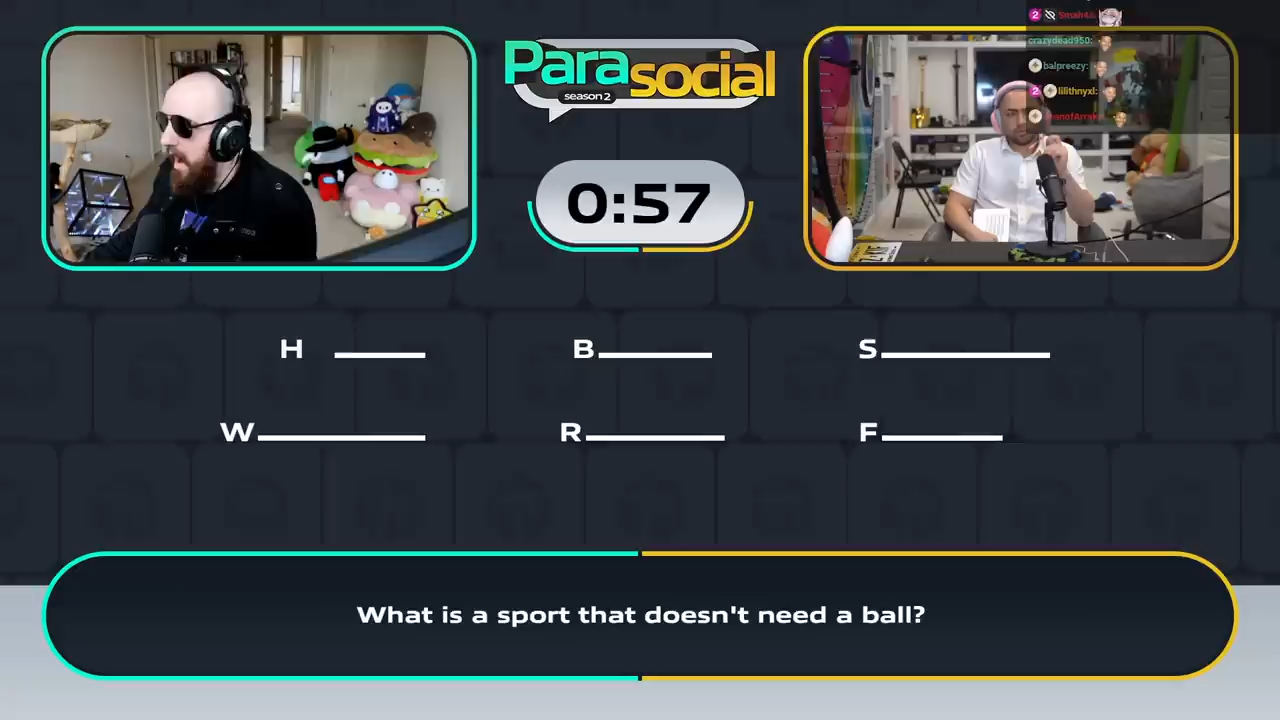 Para social
season 2
0:57
crazydead950:
balpreezy:
lilithnyxl:
H
B
S
W
R
F
What is a sport that doesn't need a ball?